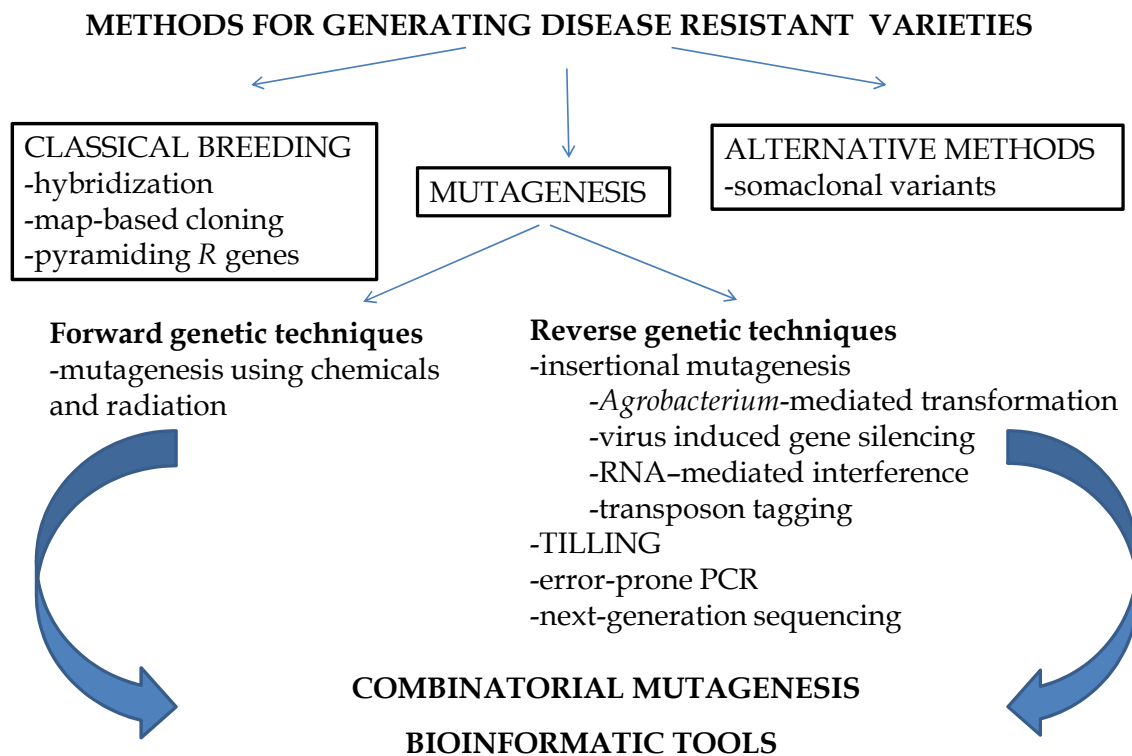 METHODS FOR GENERATING DISEASE RESISTANT VARIETIES
CLASSICAL BREEDING
-hybridization
-map-based cloning
-pyramiding R genes
MUTAGENESIS
ALTERNATIVE METHODS
-somaclonal variants
Forward genetic techniques
-mutagenesis using chemicals
and radiation
Reverse genetic techniques
-insertional mutagenesis
-Agrobacterium-mediated transformation
-virus induced gene silencing
-RNA–mediated interference
-transposon tagging
-TILLING
-error-prone PCR
-next-generation sequencing
COMBINATORIAL MUTAGENESIS
BIOINFORMATIC TOOLS